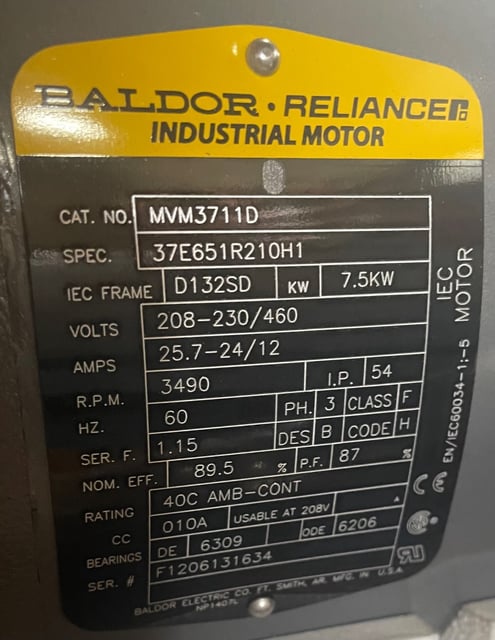 BALDOR • RELIANCE
INDUSTRIAL MOTOR
CAT. NO. MVM3711D
SPEC. 37E651R210H1
IEC FRAME D132SD KW 7.5KW
VOLTS 208-230/460
AMPS 25.7-24/12
R.P.M. 3490 I.P. 54
HZ. 60 PH. 3 CLASS F
SER. F. 1.15 DES B CODE H
NOM. EFF. 89.5 % P.F. 87 %
RATING 40C AMB-CONT
CC 010A USABLE AT 208V
BEARINGS DE 6309 ODE 6206
SER. # F1206131634
BALDOR ELECTRIC CO. FT. SMITH, AR. MFG. IN U.S.A.
NP1407L
IEC
MOTOR
EN/IEC60034-1:-5
CE